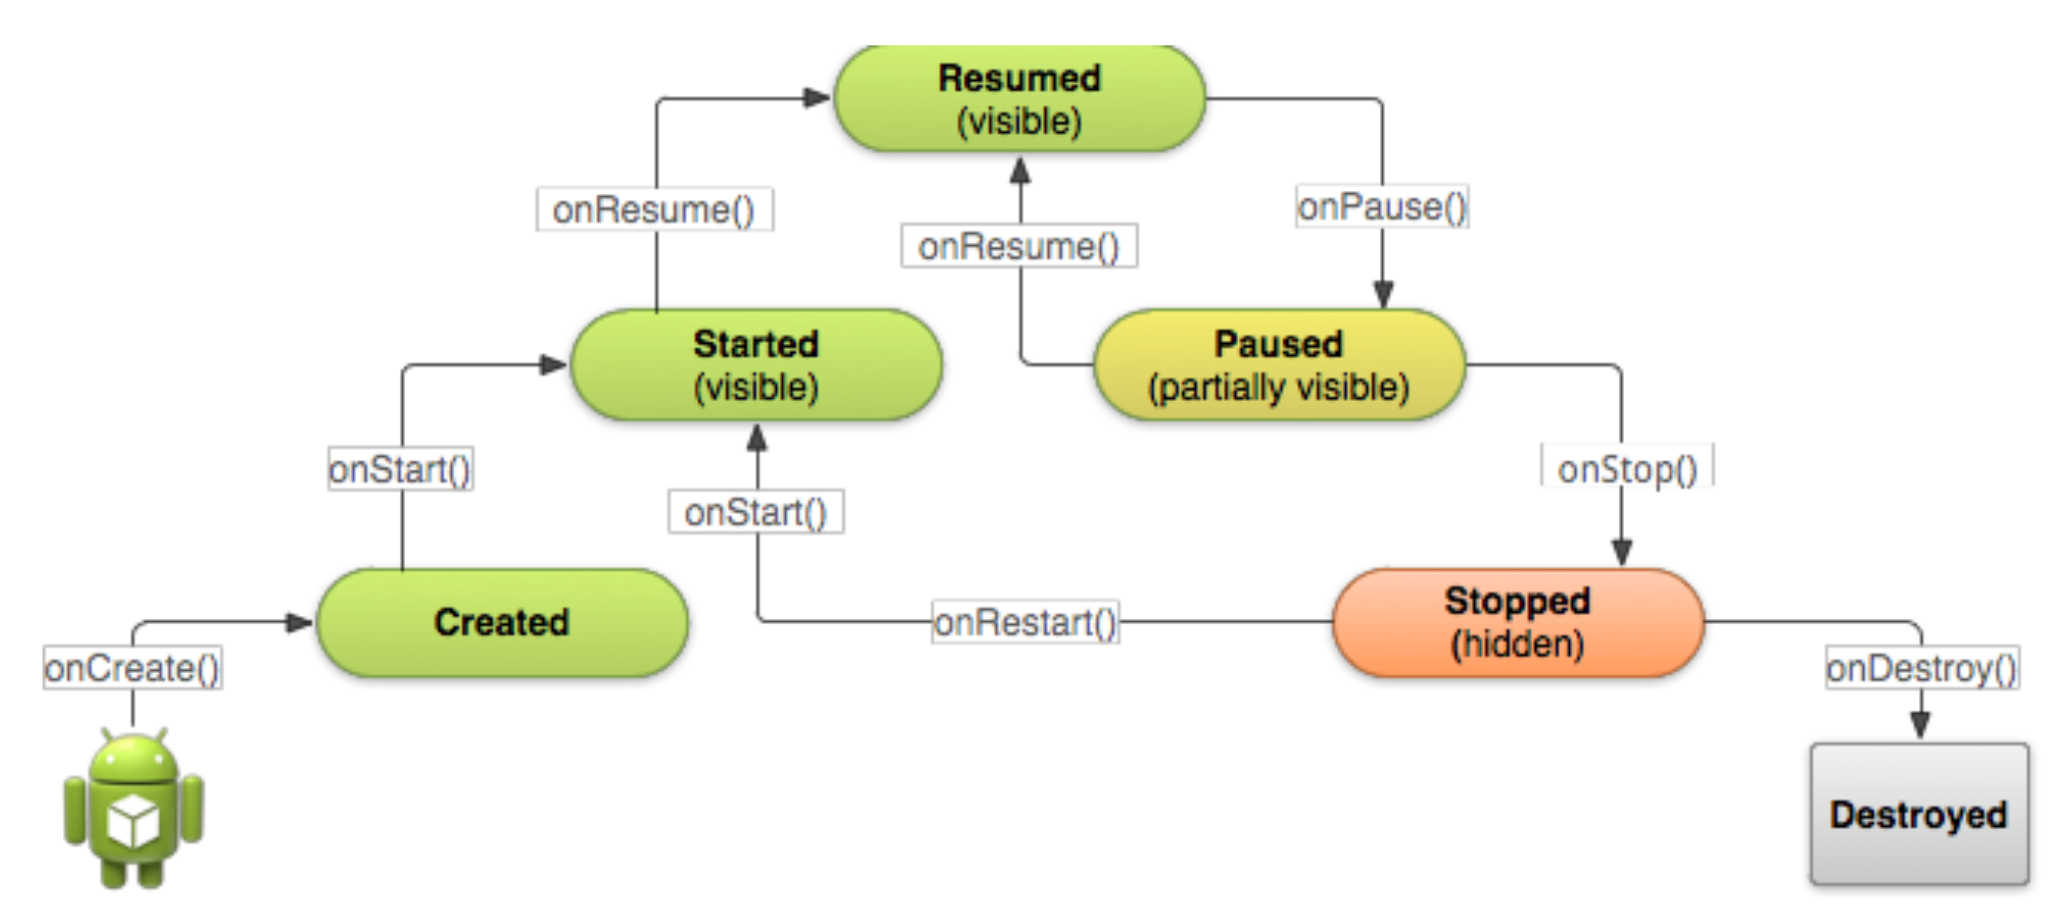 Resumed
(visible)
onResume()
onPause()
onResume()
Started
(visible)
Paused
(partially visible)
onStart()
onStop()
onStart()
Created
onRestart()
Stopped
(hidden)
onCreate()
onDestroy()
Destroyed